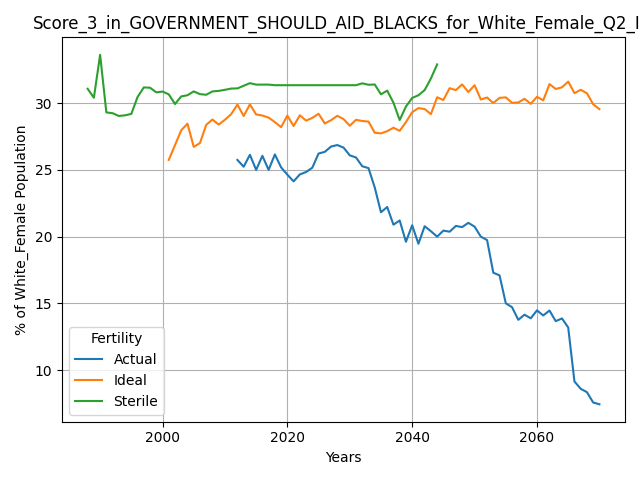 Score_3_in_GOVERNMENT_SHOULD_AID_BLACKS_for_White_Female_Q2_I
% of White_Female Population
30
25
20
15
10
Fertility
Actual
Ideal
Sterile
2000
2020
2040
2060
Years